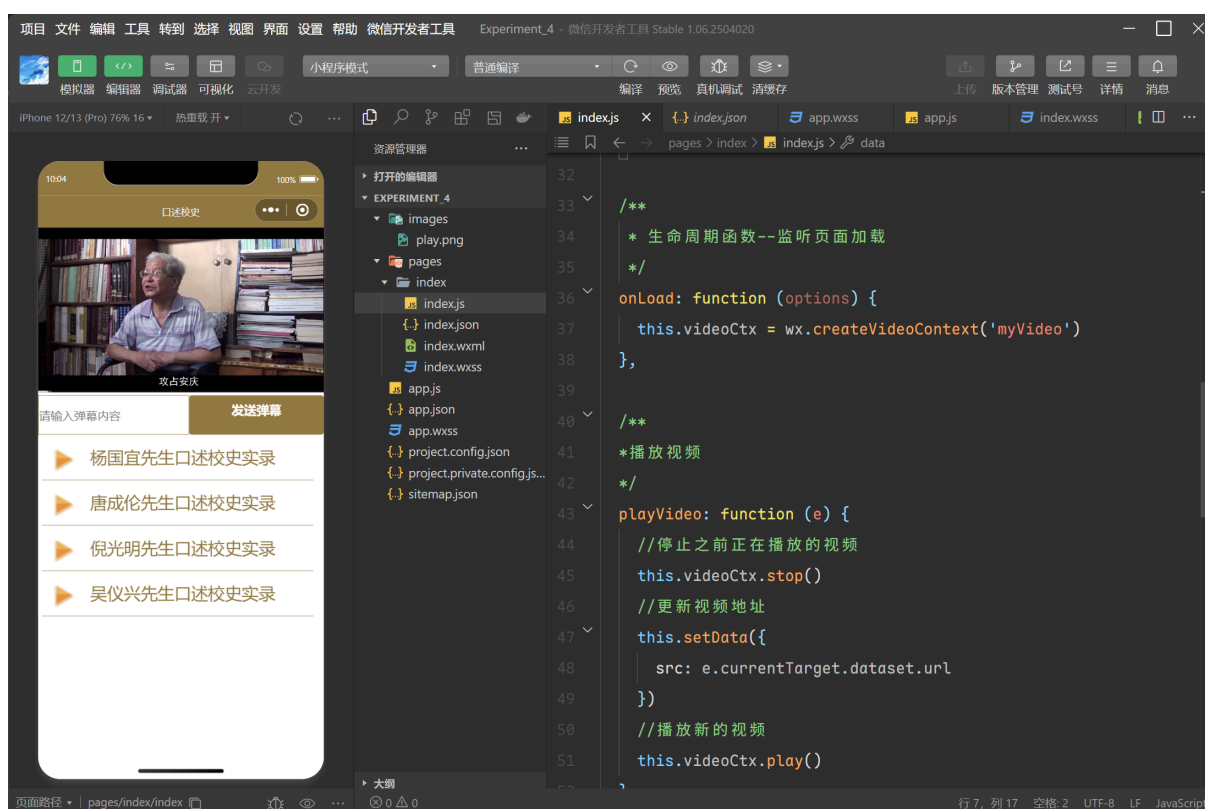 项目 文件 编辑 工具 转到 选择 视图 界面 设置 帮助 微信开发者工具 Experiment_4 - 微信开发者工具 Stable 1.06.2504020
小程序模式 普通编译
模拟器 编辑器 调试器 可视化 云开发 编译 预览 真机调试 清缓存 上传 版本管理 测试号 详情 消息
iPhone 12/13 (Pro) 76% 16 热重载 开
10:04 100%
口述校史
攻占安庆
请输入弹幕内容 发送弹幕
杨国宜先生口述校史实录
唐成伦先生口述校史实录
倪光明先生口述校史实录
吴仪兴先生口述校史实录
页面路径 pages/index/index
资源管理器
打开的编辑器
EXPERIMENT_4
images
play.png
pages
index
index.js
index.json
index.wxml
index.wxss
app.js
app.json
app.wxss
project.config.json
project.private.config.js...
sitemap.json
大纲
0 0
index.js index.json app.wxss app.js index.wxss
pages > index > index.js > data
32
33 /**
34 * 生命周期函数--监听页面加载
35 */
36 onLoad: function (options) {
37 this.videoCtx = wx.createVideoContext('myVideo')
38 },
39
40 /**
41 *播放视频
42 */
43 playVideo: function (e) {
44 //停止之前正在播放的视频
45 this.videoCtx.stop()
46 //更新视频地址
47 this.setData({
48 src: e.currentTarget.dataset.url
49 })
50 //播放新的视频
51 this.videoCtx.play()
行 7, 列 17 空格: 2 UTF-8 LF JavaScript